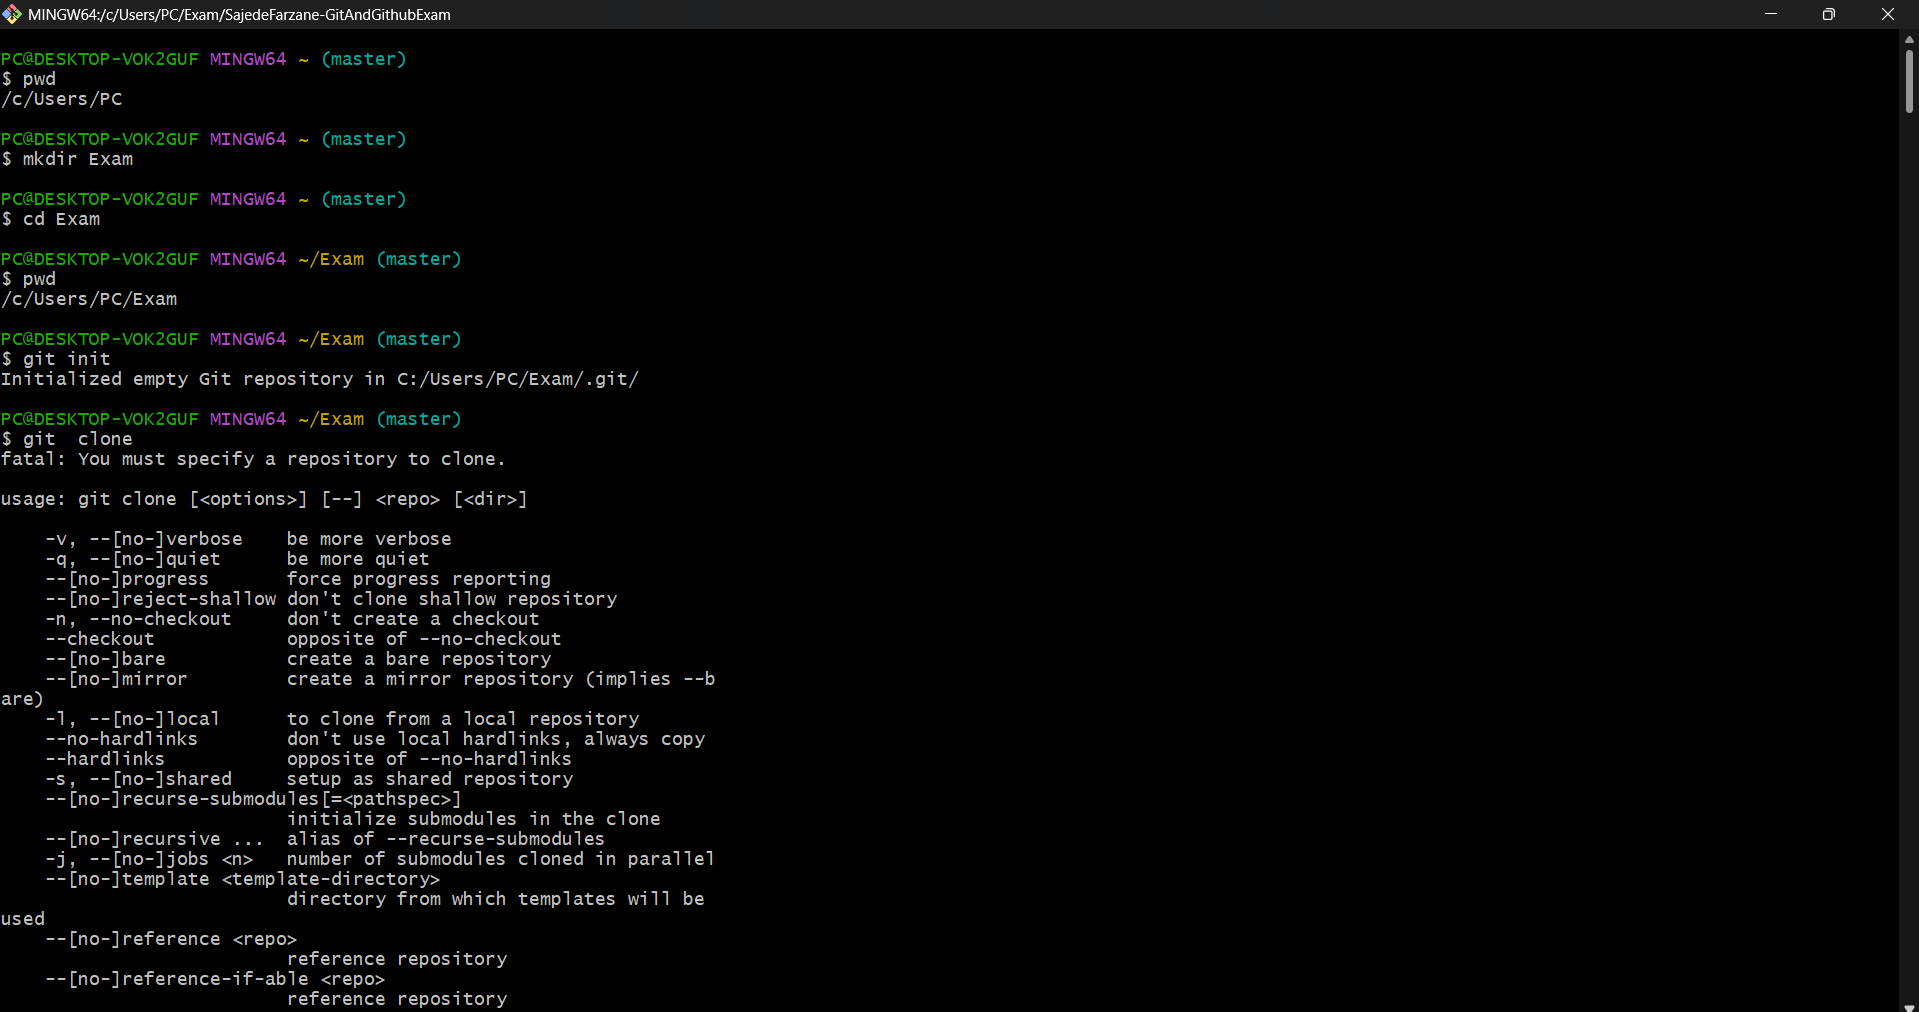 MINGW64:/c/Users/PC/Exam/SajedeFarzane-GitAndGithubExam
PC@DESKTOP-VOK2GUF MINGW64 ~ (master)
$ pwd
/c/Users/PC
PC@DESKTOP-VOK2GUF MINGW64 ~ (master)
$ mkdir Exam
PC@DESKTOP-VOK2GUF MINGW64 ~ (master)
$ cd Exam
PC@DESKTOP-VOK2GUF MINGW64 ~/Exam (master)
$ pwd
/c/Users/PC/Exam
PC@DESKTOP-VOK2GUF MINGW64 ~/Exam (master)
$ git init
Initialized empty Git repository in C:/Users/PC/Exam/.git/
PC@DESKTOP-VOK2GUF MINGW64 ~/Exam (master)
$ git  clone
fatal: You must specify a repository to clone.
usage: git clone [<options>] [--] <repo> [<dir>]
    -v, --[no-]verbose    be more verbose
    -q, --[no-]quiet      be more quiet
    --[no-]progress       force progress reporting
    --[no-]reject-shallow don't clone shallow repository
    -n, --no-checkout     don't create a checkout
    --checkout            opposite of --no-checkout
    --[no-]bare           create a bare repository
    --[no-]mirror         create a mirror repository (implies --b
are)
    -l, --[no-]local      to clone from a local repository
    --no-hardlinks        don't use local hardlinks, always copy
    --hardlinks           opposite of --no-hardlinks
    -s, --[no-]shared     setup as shared repository
    --[no-]recurse-submodules[=<pathspec>]
                          initialize submodules in the clone
    --[no-]recursive ...  alias of --recurse-submodules
    -j, --[no-]jobs <n>   number of submodules cloned in parallel
    --[no-]template <template-directory>
                          directory from which templates will be
used
    --[no-]reference <repo>
                          reference repository
    --[no-]reference-if-able <repo>
                          reference repository